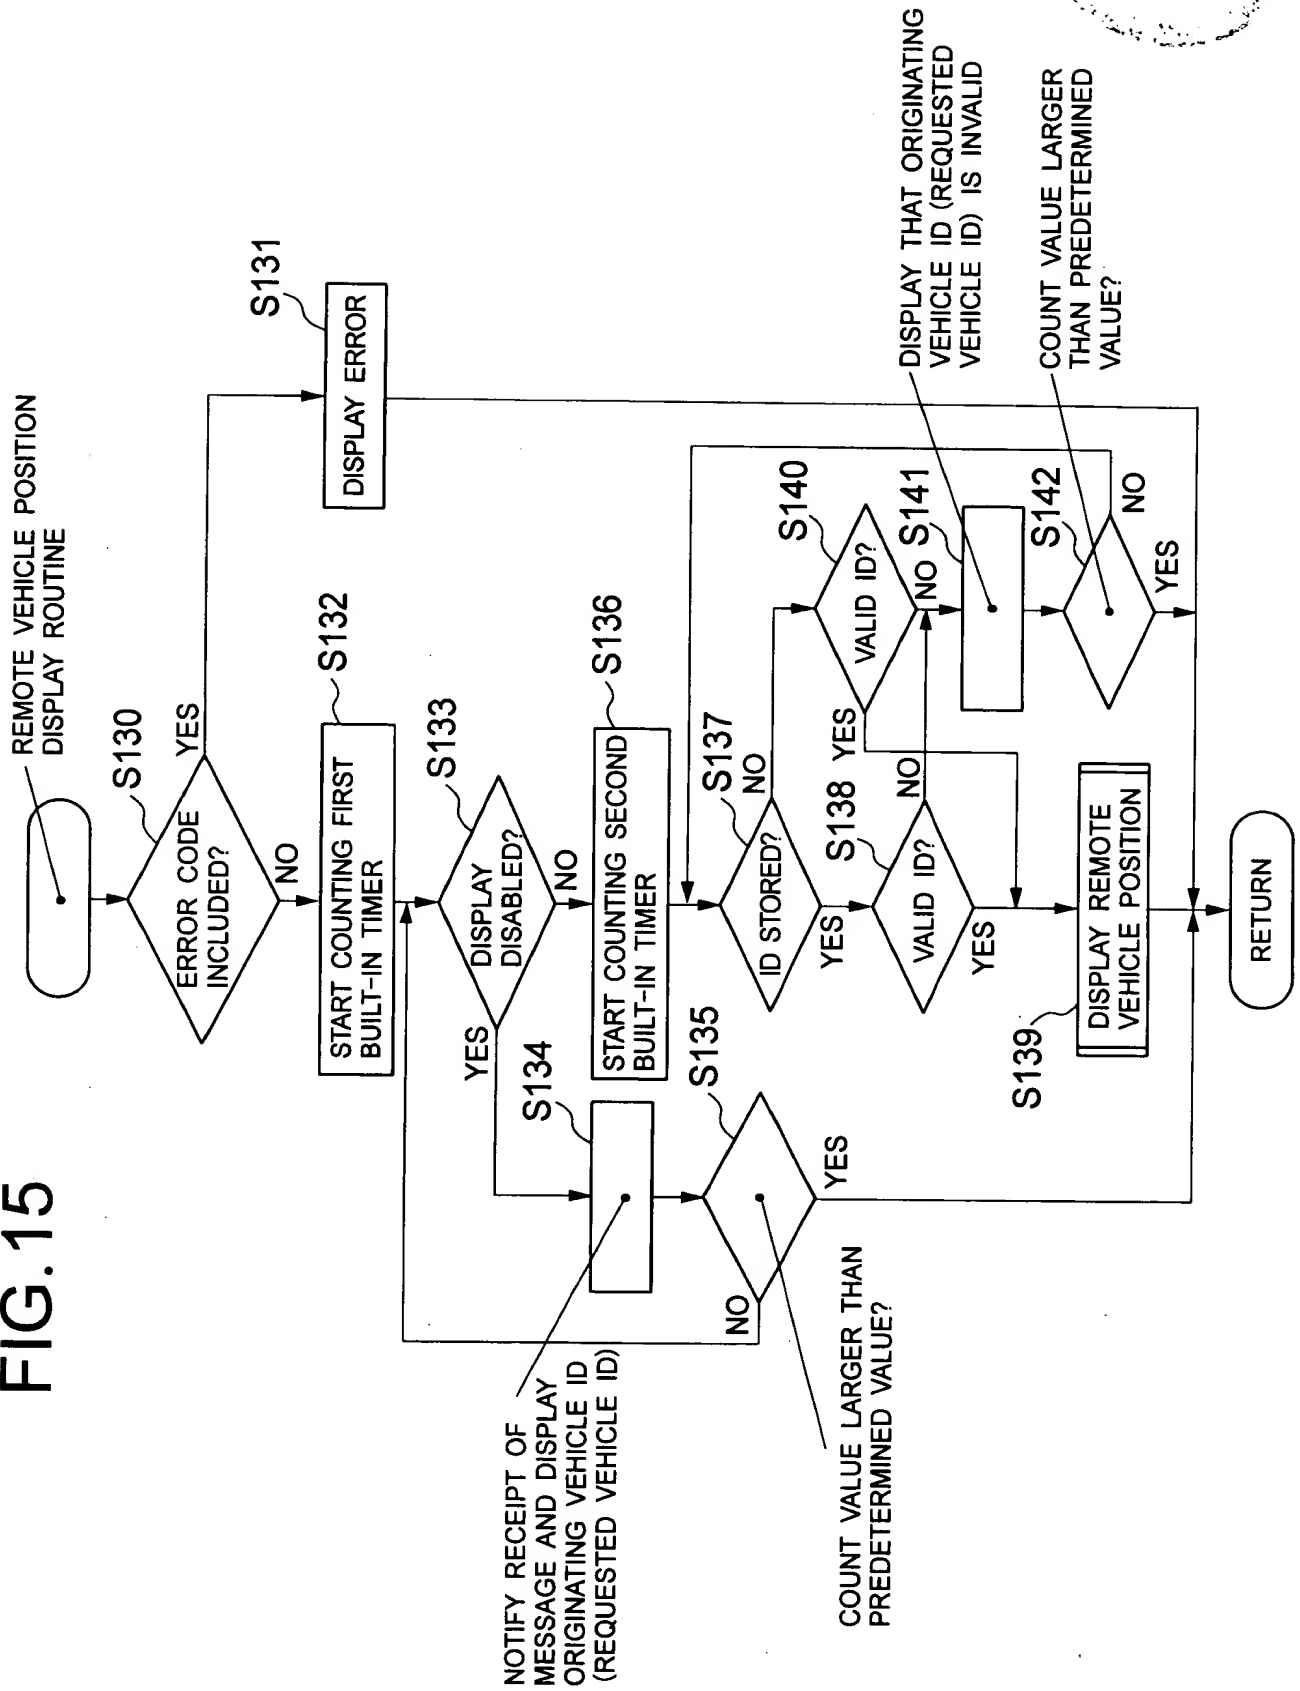 FIG. 15
REMOTE VEHICLE POSITION
DISPLAY ROUTINE
S130
ERROR CODE
INCLUDED?
YES
NO
S131
DISPLAY ERROR
S132
START COUNTING FIRST
BUILT-IN TIMER
S133
DISPLAY
DISABLED?
YES
NO
S134
NOTIFY RECEIPT OF
MESSAGE AND DISPLAY
ORIGINATING VEHICLE ID
(REQUESTED VEHICLE ID)
S135
NO
YES
COUNT VALUE LARGER THAN
PREDETERMINED VALUE?
S136
START COUNTING SECOND
BUILT-IN TIMER
S137
ID STORED?
NO
YES
S138
VALID ID?
NO
YES
S139
DISPLAY REMOTE
VEHICLE POSITION
S140
VALID ID?
YES
NO
S141
DISPLAY THAT ORIGINATING
VEHICLE ID (REQUESTED
VEHICLE ID) IS INVALID
S142
COUNT VALUE LARGER
THAN PREDETERMINED
VALUE?
NO
YES
RETURN